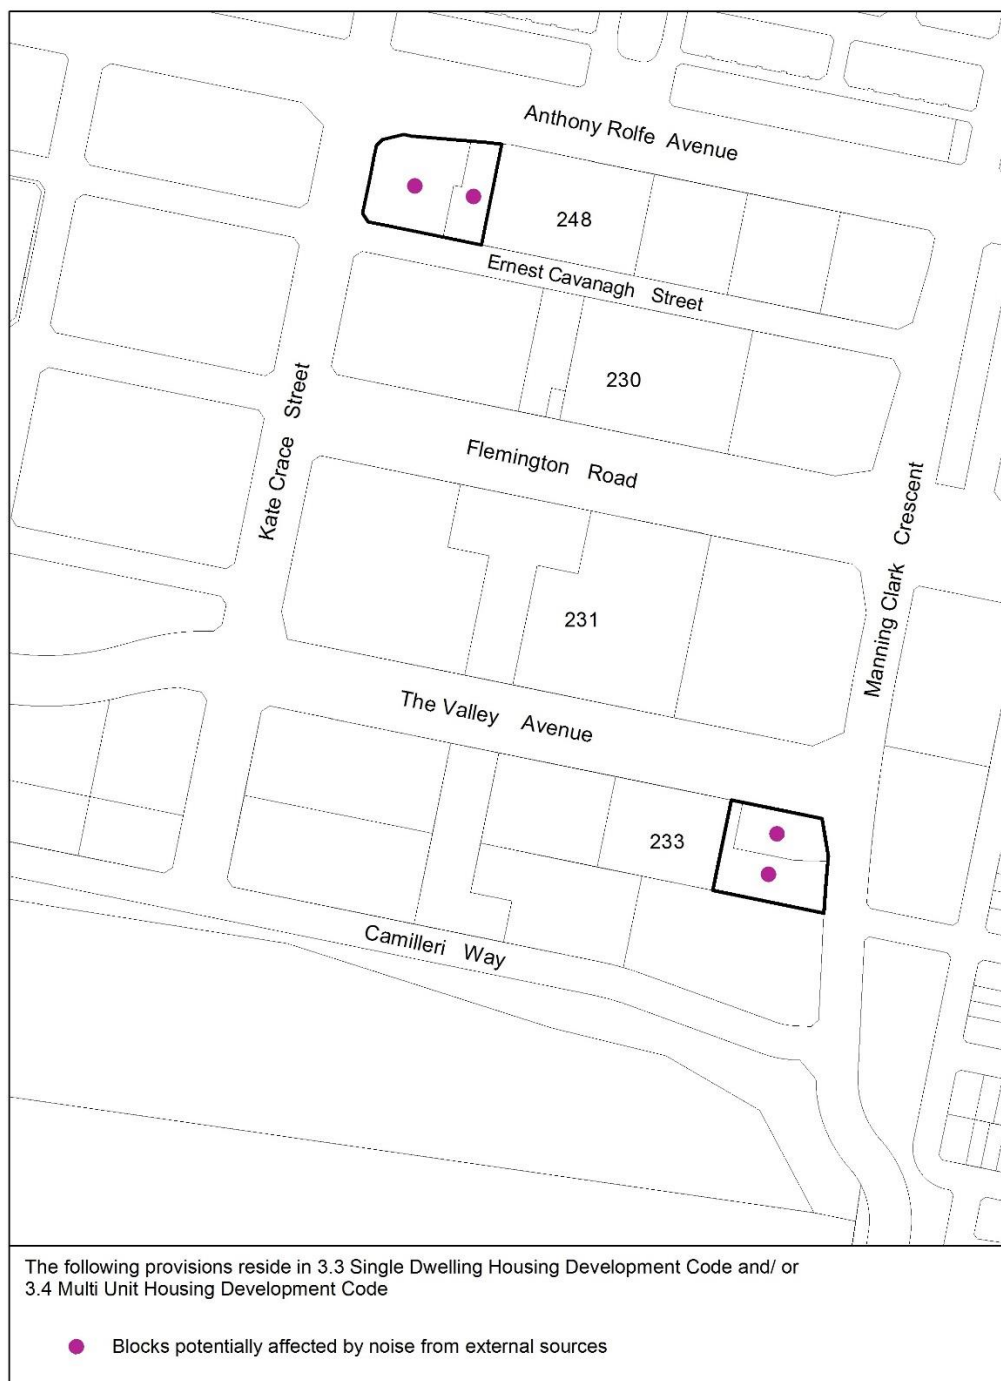 Anthony Rolfe Avenue
248
Ernest Cavanagh Street
230
Kate Crace Street
Flemington Road
Manning Clark Crescent
231
The Valley Avenue
233
Camilleri Way
The following provisions reside in 3.3 Single Dwelling Housing Development Code and/ or
3.4 Multi Unit Housing Development Code
Blocks potentially affected by noise from external sources